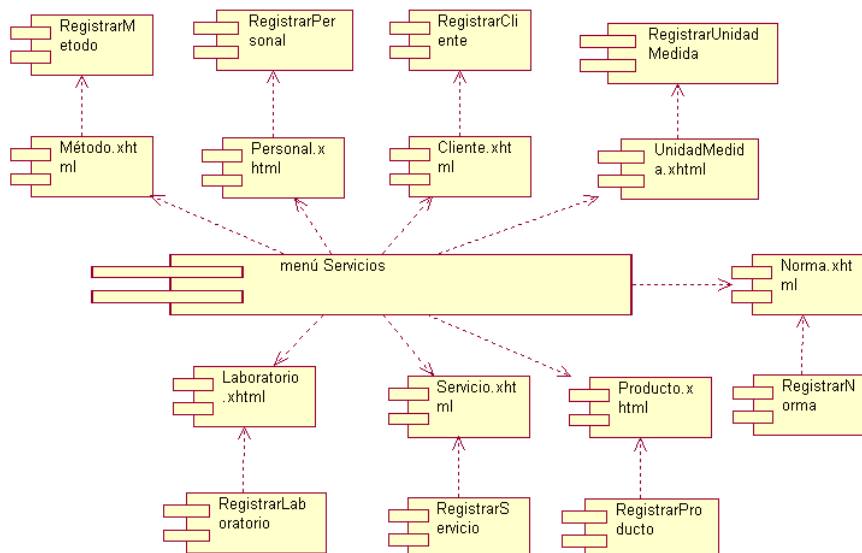 RegistrarM
etodo
RegistrarPer
sonal
RegistrarCli
ente
RegistrarUnidad
Medida
Método.xht
ml
Personal.x
html
Cliente.xht
ml
UnidadMedid
a.xhtml
menú Servicios
Norma.xht
ml
Laboratorio
.xhtml
Servicio.xht
ml
Producto.x
html
RegistrarN
orma
RegistrarLab
oratorio
RegistrarS
ervicio
RegistrarPro
ducto